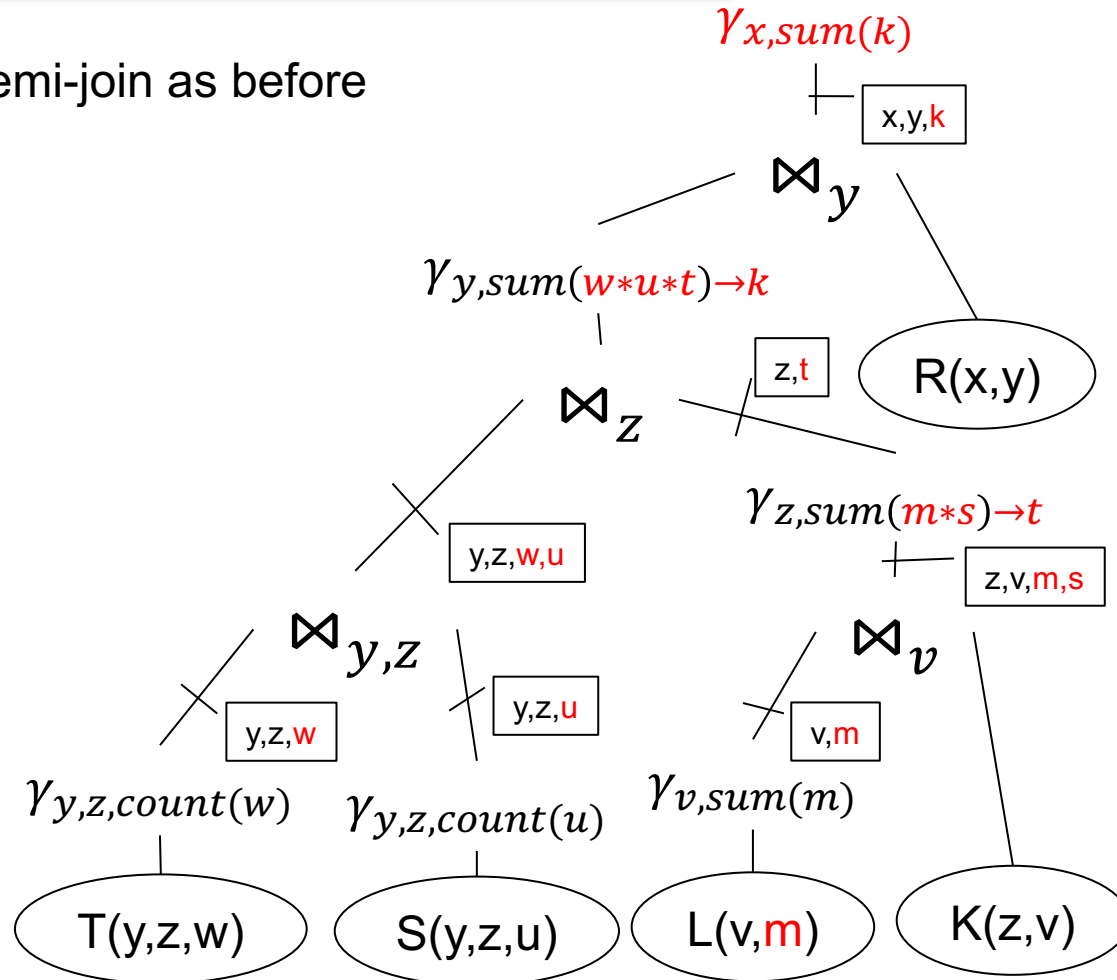 γx,sum(k)
emi-join as before
x,y,k
⋈y
γy,sum(w∗u∗t)→k
z,t
R(x,y)
⋈z
γz,sum(m∗s)→t
y,z,w,u
z,v,m,s
⋈y,z
⋈v
y,z,w
y,z,u
v,m
γy,z,count(w)
γy,z,count(u)
γv,sum(m)
T(y,z,w)
S(y,z,u)
L(v,m)
K(z,v)